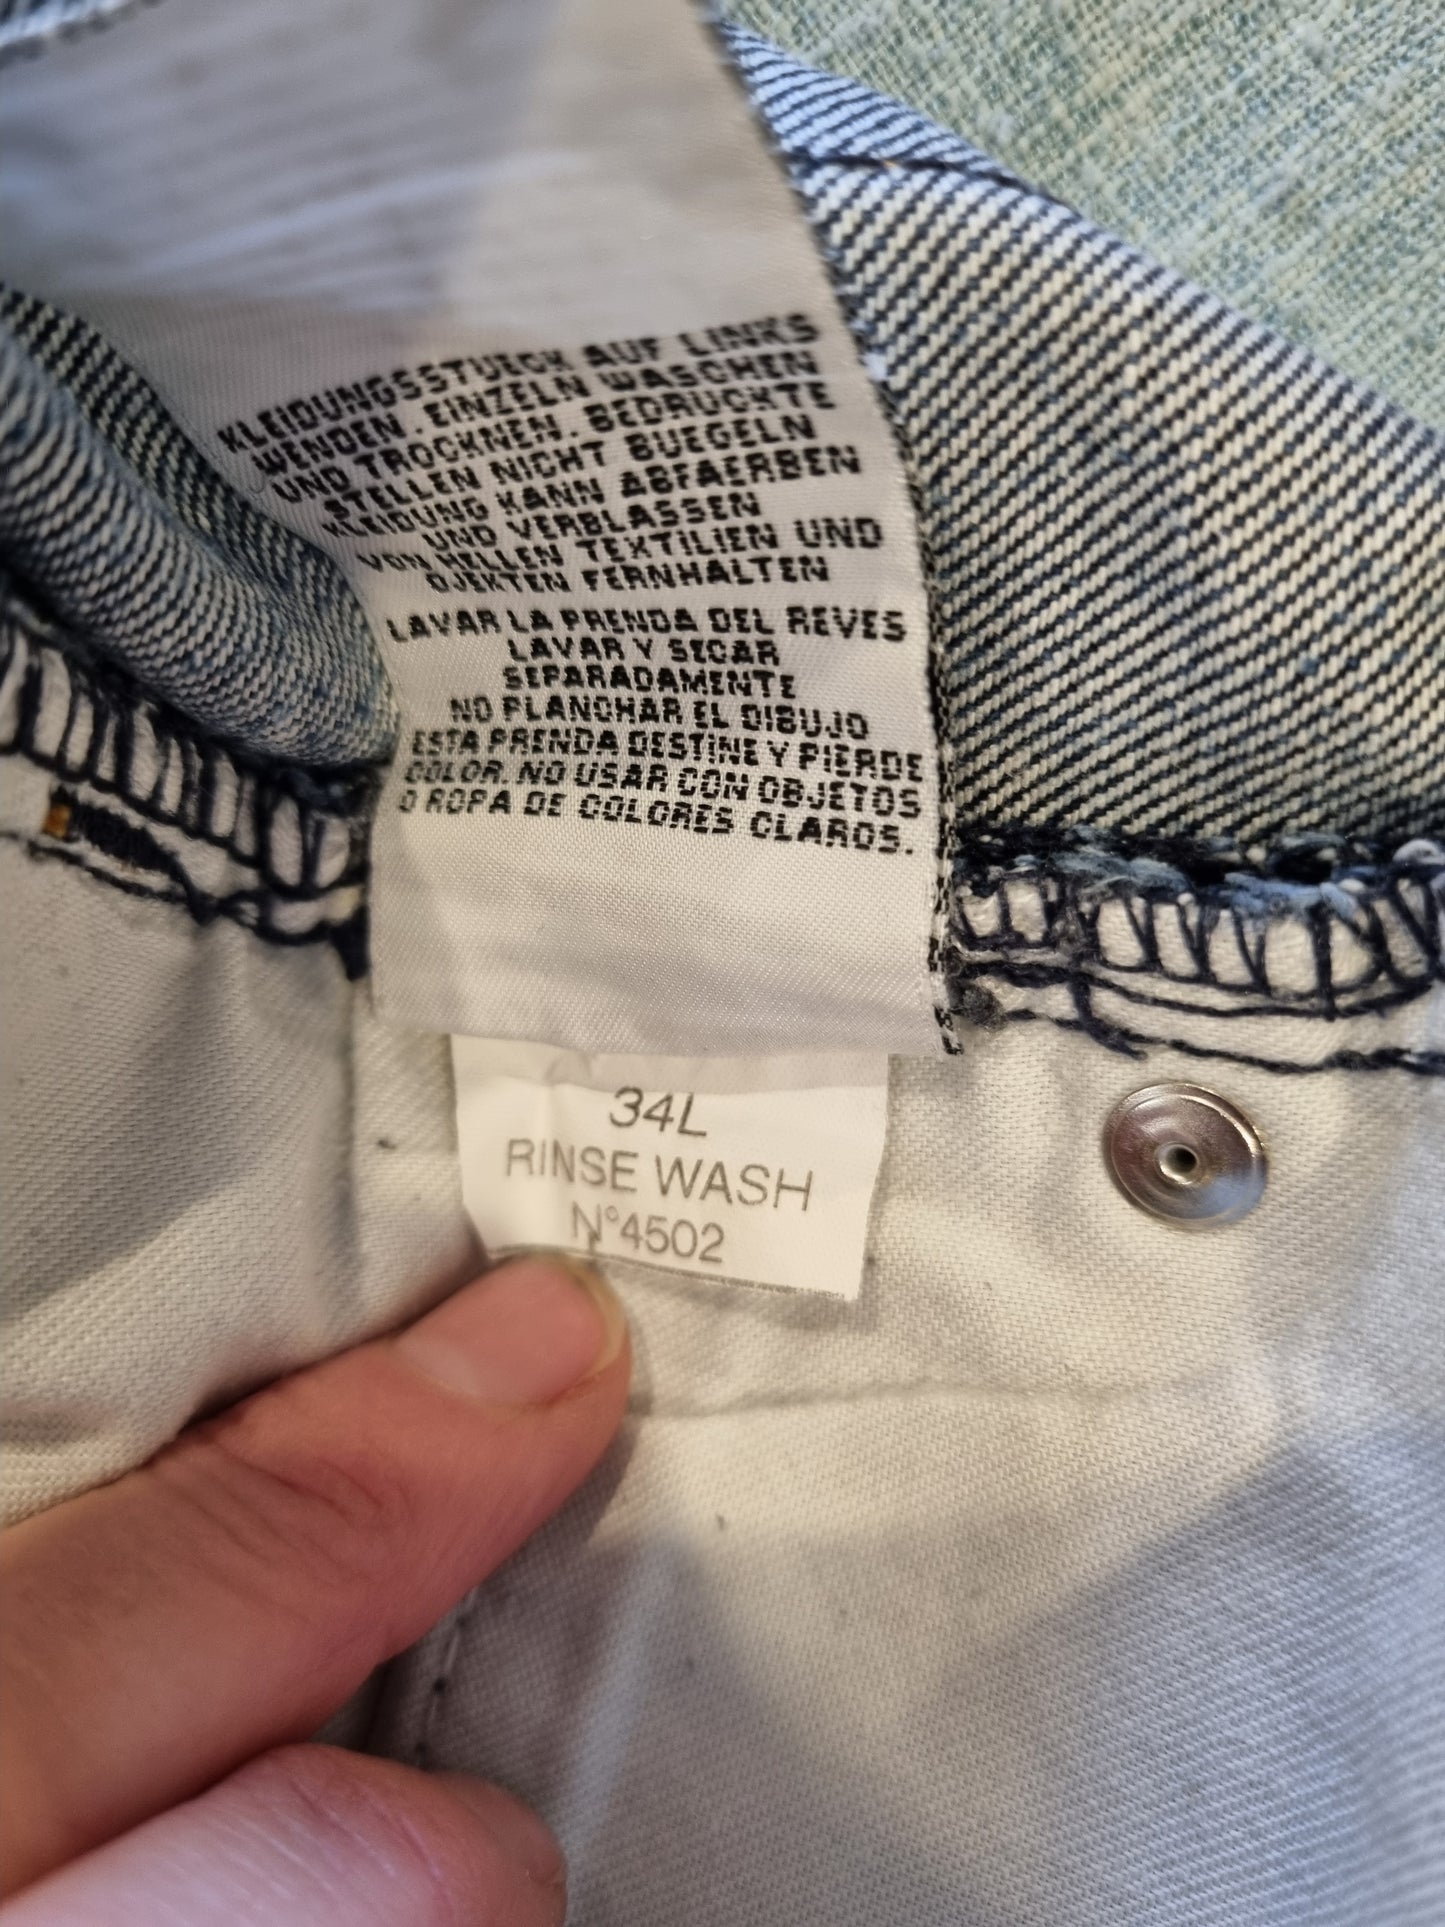 KLEIDUNGSSTUECK AUF LINKS
WENDEN. EINZELN WASCHEN
UND TROCKNEN. BEDRUCKTE
STELLEN NICHT BUEGELN
KLEIDUNG KANN ABFAERBEN
UND VERBLASSEN
VON HELLEN TEXTILIEN UND
OJEKTEN FERNHALTEN
LAVAR LA PRENDA DEL REVES
LAVAR Y SECAR
SEPARADAMENTE
NO PLANCHAR EL DIBUJO
ESTA PRENDA DESTINE Y PIERDE
COLOR. NO USAR CON OBJETOS
O ROPA DE COLORES CLAROS.
34L
RINSE WASH
N°4502